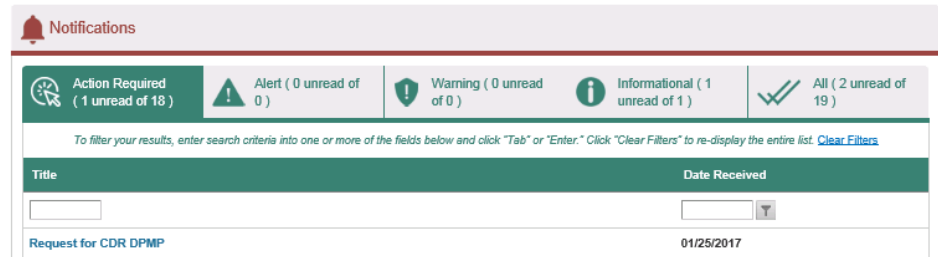 Notifications
Action Required
( 1 unread of 18 )
Alert ( 0 unread of
0 )
Warning ( 0 unread
of 0 )
Informational ( 1
unread of 1 )
All ( 2 unread of
19 )
To filter your results, enter search criteria into one or more of the fields below and click "Tab" or "Enter." Click "Clear Filters" to re-display the entire list. Clear Filters
Title Date Received
Request for CDR DPMP 01/25/2017